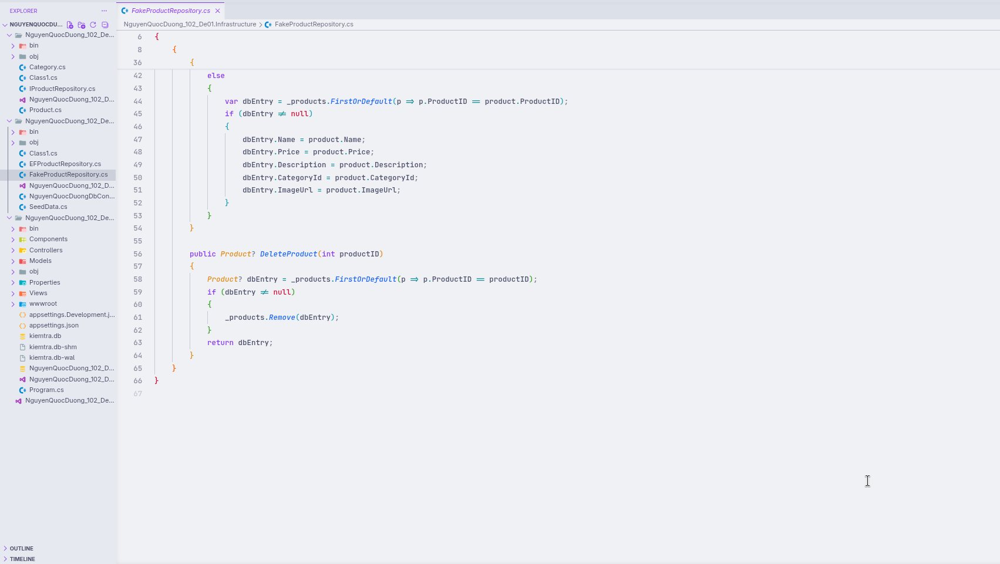 EXPLORER
NGUYENQUOCDU...
NguyenQuocDuong_102_De...
bin
obj
Category.cs
Class1.cs
IProductRepository.cs
NguyenQuocDuong_102_D...
Product.cs
NguyenQuocDuong_102_De...
bin
obj
Class1.cs
EFProductRepository.cs
FakeProductRepository.cs
NguyenQuocDuong_102_D...
NguyenQuocDuongDbCon...
SeedData.cs
NguyenQuocDuong_102_De...
bin
Components
Controllers
Models
obj
Properties
Views
wwwroot
appsettings.Development.j...
appsettings.json
kiemtra.db
kiemtra.db-shm
kiemtra.db-wal
NguyenQuocDuong_102_D...
NguyenQuocDuong_102_D...
Program.cs
NguyenQuocDuong_102_De...
OUTLINE
TIMELINE
FakeProductRepository.cs
NguyenQuocDuong_102_De01.Infrastructure > FakeProductRepository.cs
6 {
8 {
36 {
42 else
43 {
44 var dbEntry = _products.FirstOrDefault(p => p.ProductID == product.ProductID);
45 if (dbEntry != null)
46 {
47 dbEntry.Name = product.Name;
48 dbEntry.Price = product.Price;
49 dbEntry.Description = product.Description;
50 dbEntry.CategoryId = product.CategoryId;
51 dbEntry.ImageUrl = product.ImageUrl;
52 }
53 }
54 }
55
56 public Product? DeleteProduct(int productID)
57 {
58 Product? dbEntry = _products.FirstOrDefault(p => p.ProductID == productID);
59 if (dbEntry != null)
60 {
61 _products.Remove(dbEntry);
62 }
63 return dbEntry;
64 }
65 }
66 }
67